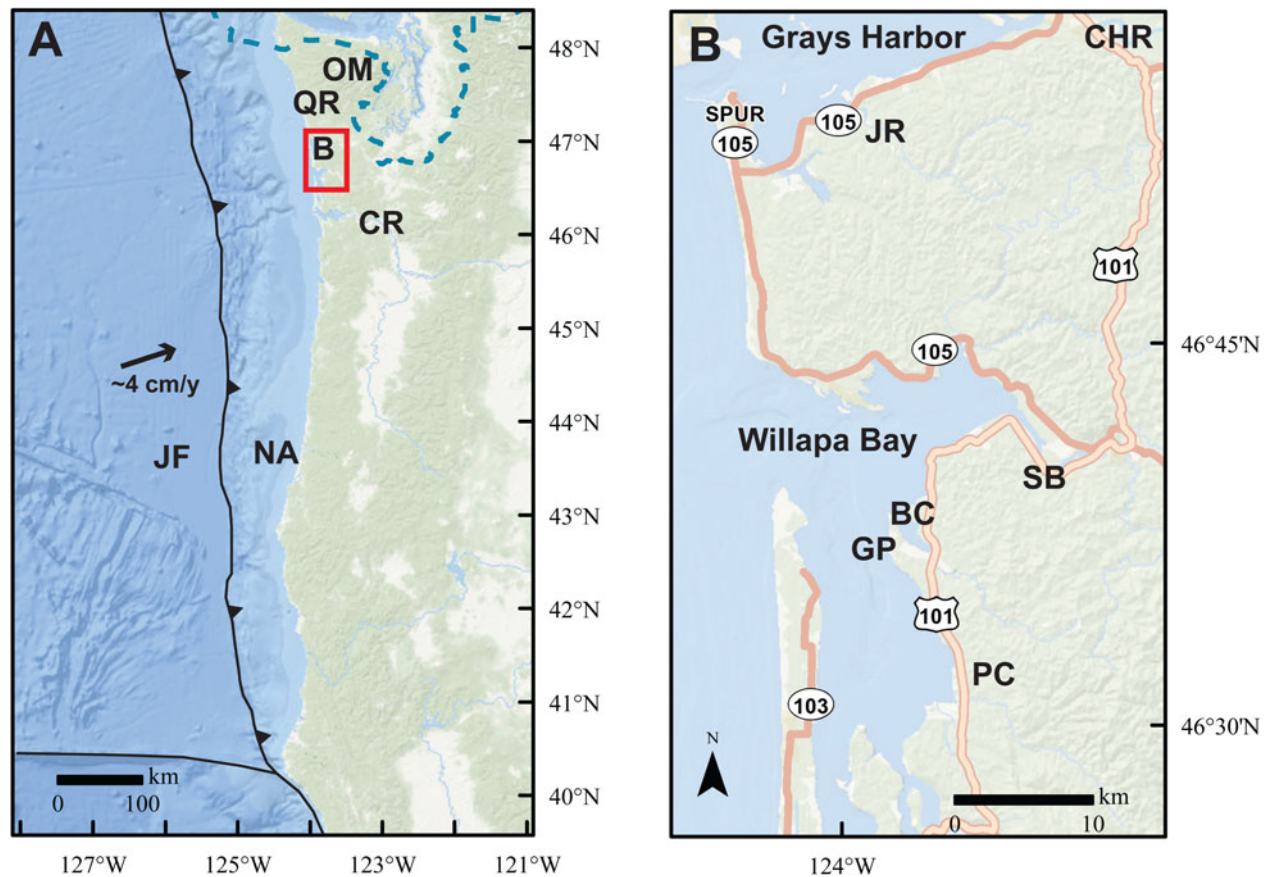 A
OM
QR
B
CR
~4 cm/y
JF
NA
km
0 100
48°N
47°N
46°N
45°N
44°N
43°N
42°N
41°N
40°N
127°W 125°W 123°W 121°W
B
Grays Harbor
CHR
SPUR
105
105
JR
101
105
46°45'N
Willapa Bay
SB
BC
GP
101
PC
103
46°30'N
N
km
0 10
124°W